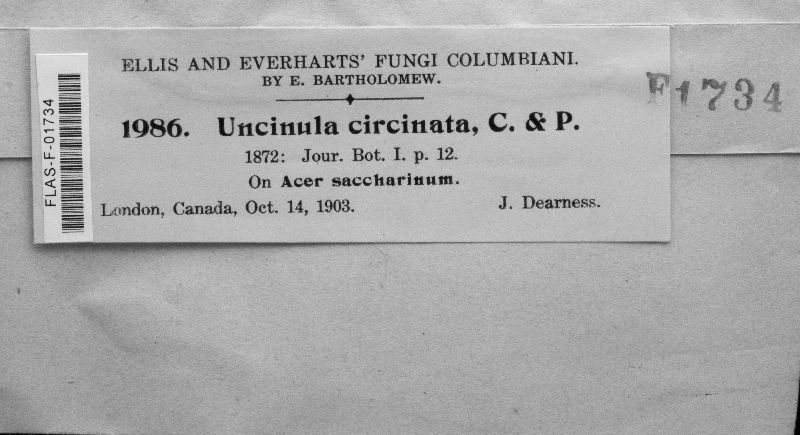 ELLIS AND EVERHARTS' FUNGI COLUMBIANI.
BY E. BARTHOLOMEW.
1986. Uncinula circinata, C. & P.
1872: Jour. Bot. I. p. 12.
On Acer saccharinum.
London, Canada, Oct. 14, 1903. J. Dearness.
FLAS-F-01734
F1734